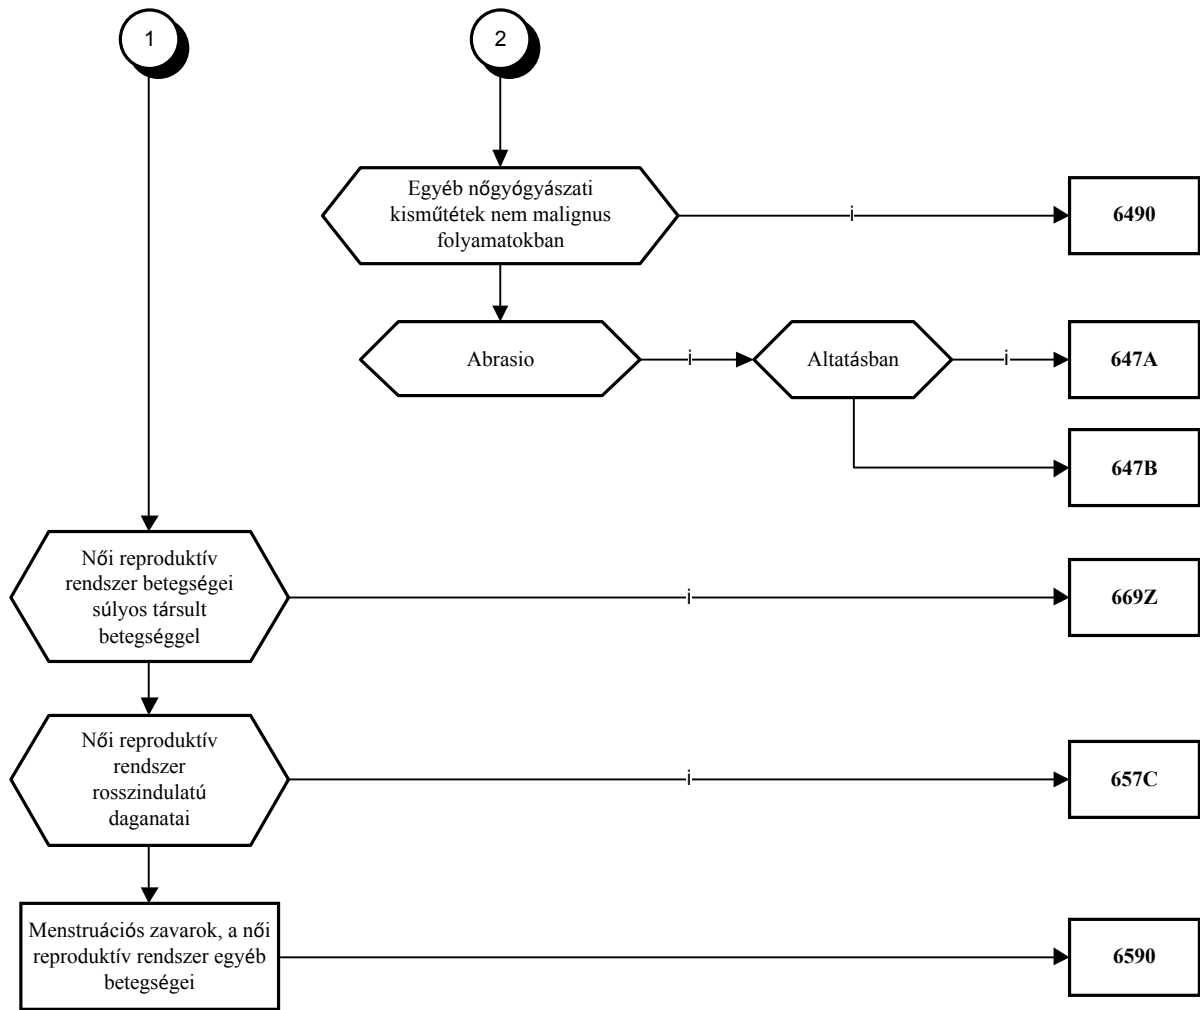 1
2
Egyéb nőgyógyászati
kisműtétek nem malignus
folyamatokban
i
6490
Abrasio
i
Altatásban
i
647A
647B
Női reproduktív
rendszer betegségei
súlyos társult
betegséggel
i
669Z
Női reproduktív
rendszer
rosszindulatú
daganatai
i
657C
Menstruációs zavarok, a női
reproduktív rendszer egyéb
betegségei
6590